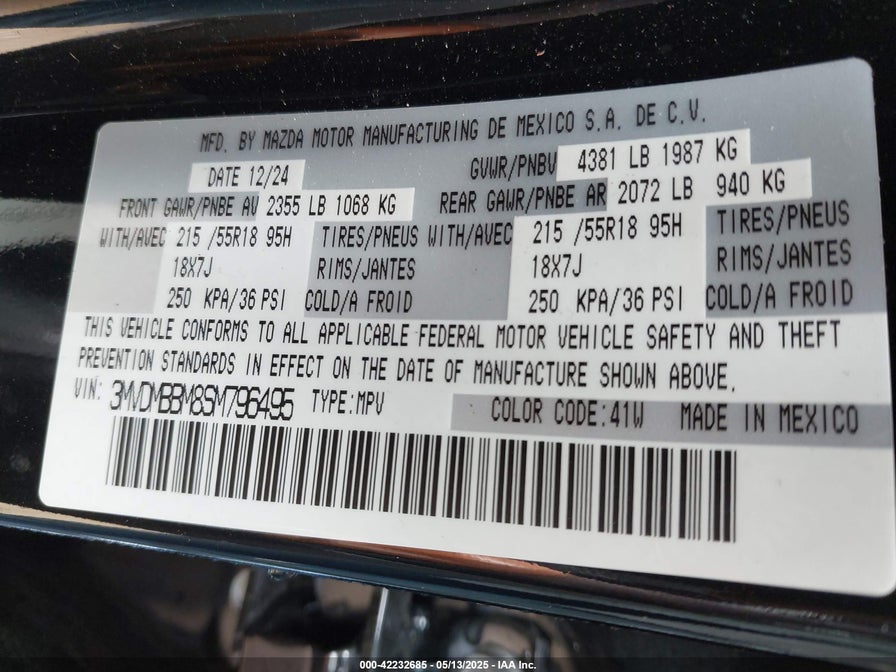 MFD. BY MAZDA MOTOR MANUFACTURING DE MEXICO S.A. DE C.V.
DATE 12/24 GVWR/PNBV 4381 LB 1987 KG
FRONT GAWR/PNBE AV 2355 LB 1068 KG REAR GAWR/PNBE AR 2072 LB 940 KG
WITH/AVEC 215 /55R18 95H TIRES/PNEUS WITH/AVEC 215 /55R18 95H TIRES/PNEUS
18X7J RIMS/JANTES 18X7J RIMS/JANTES
250 KPA/36 PSI COLD/A FROID 250 KPA/36 PSI COLD/A FROID
THIS VEHICLE CONFORMS TO ALL APPLICABLE FEDERAL MOTOR VEHICLE SAFETY AND THEFT
PREVENTION STANDARDS IN EFFECT ON THE DATE OF MANUFACTURE SHOWN ABOVE.
VIN: 3MVDMBBM8SM796495 TYPE:MPV COLOR CODE:41W MADE IN MEXICO
000-42232685 - 05/13/2025 - IAA Inc.